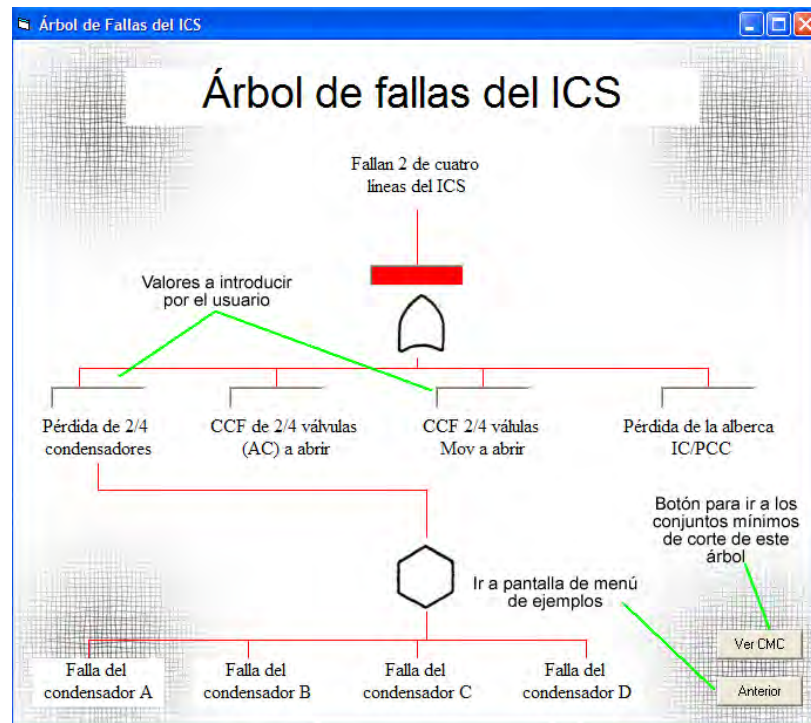 Árbol de Fallas del ICS
Árbol de fallas del ICS
Fallan 2 de cuatro
líneas del ICS
Valores a introducir
por el usuario
Pérdida de 2/4
condensadores
CCF de 2/4 válvulas
(AC) a abrir
CCF 2/4 válulas
Mov a abrir
Pérdida de la alberca
IC/PCC
Botón para ir a los
conjuntos mínimos
de corte de este
árbol
Ir a pantalla de menú
de ejemplos
Ver CMC
Anterior
Falla del
condensador A
Falla del
condensador B
Falla del
condensador C
Falla del
condensador D